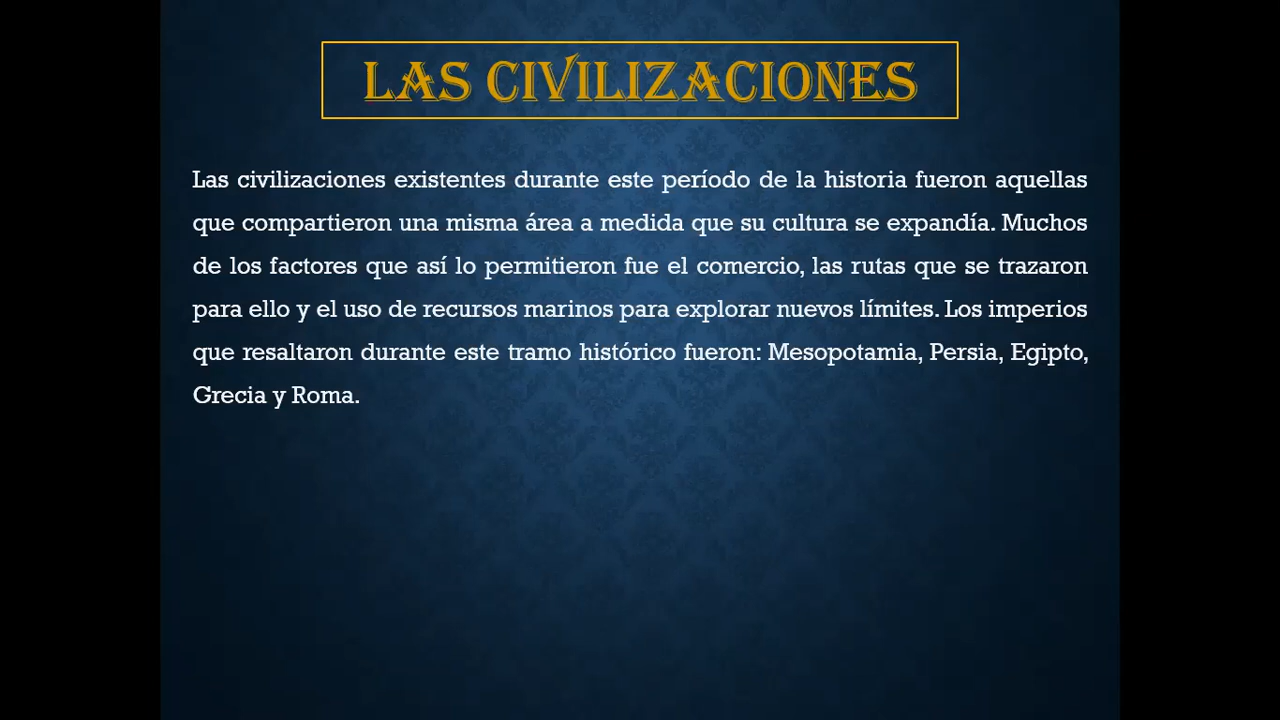 LAS CIVILIZACIONES
Las civilizaciones existentes durante este período de la historia fueron aquellas
que compartieron una misma área a medida que su cultura se expandía. Muchos
de los factores que así lo permitieron fue el comercio, las rutas que se trazaron
para ello y el uso de recursos marinos para explorar nuevos límites. Los imperios
que resaltaron durante este tramo histórico fueron: Mesopotamia, Persia, Egipto,
Grecia y Roma.